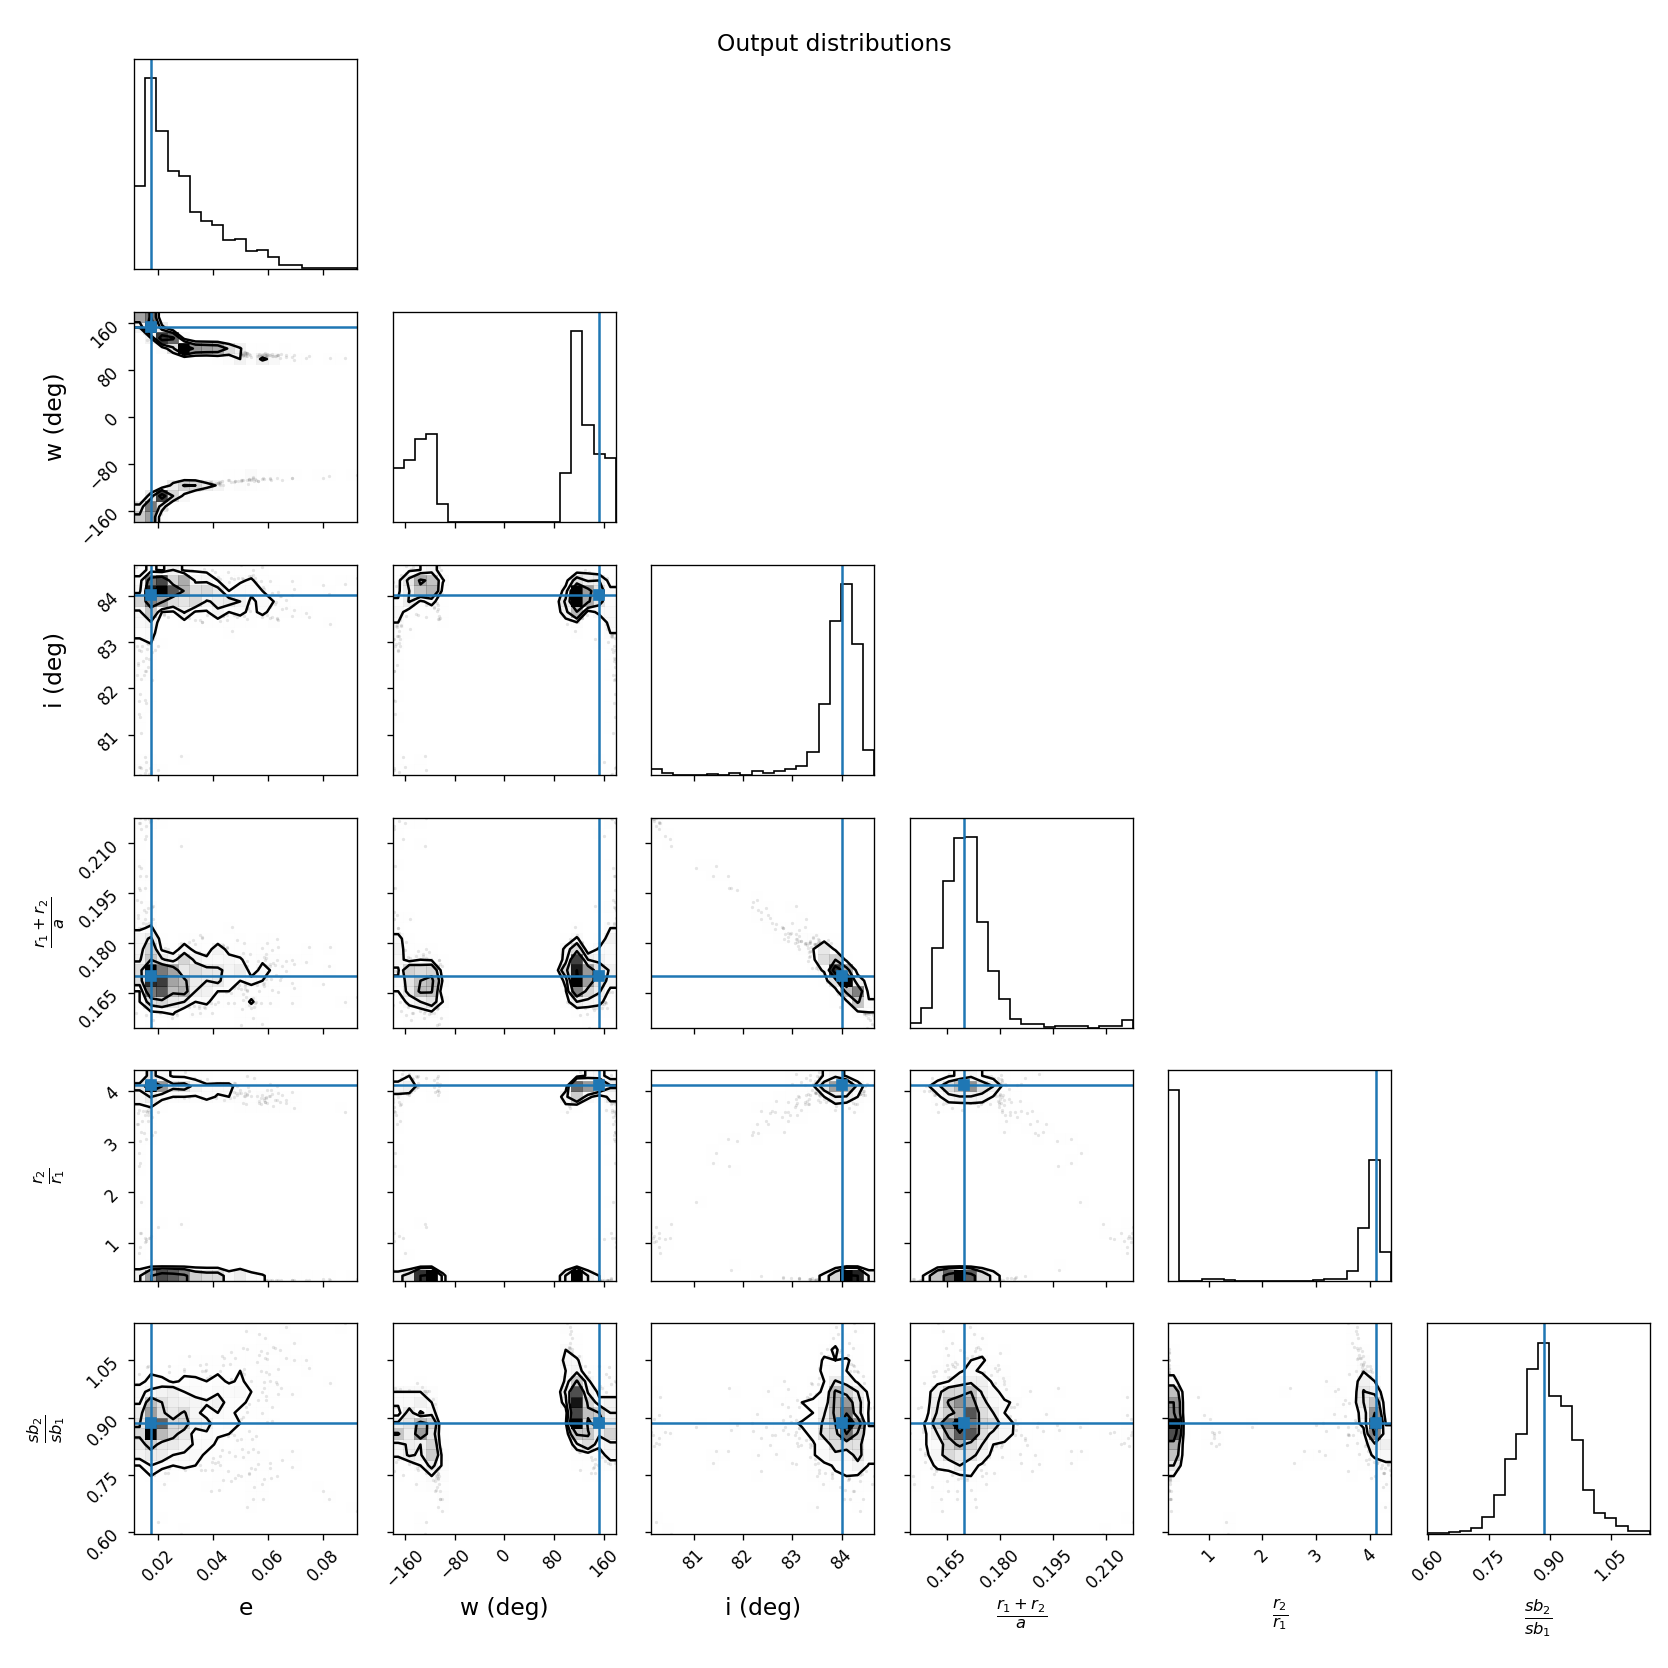 Output distributions
160
80
0
−80
−160
w (deg)
84
83
82
81
i (deg)
0.210
0.195
0.180
0.165
r₁ + r₂
a
4
3
2
1
r₂
r₁
1.05
0.90
0.75
0.60
sb₂
sb₁
0.02 0.04 0.06 0.08
−160 −80 0 80 160
81 82 83 84
0.165 0.180 0.195 0.210
1 2 3 4
0.60 0.75 0.90 1.05
e
w (deg)
i (deg)
r₁ + r₂
a
r₂
r₁
sb₂
sb₁